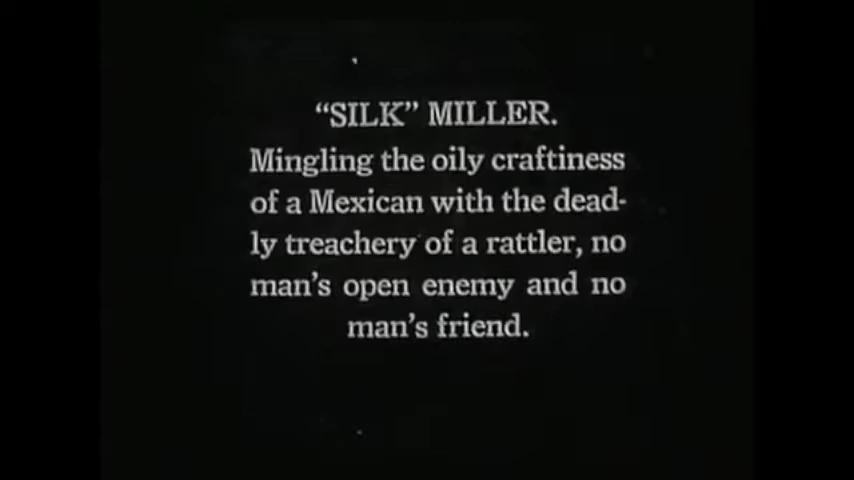 “SILK” MILLER.
Mingling the oily craftiness
of a Mexican with the dead-
ly treachery of a rattler, no
man’s open enemy and no
man’s friend.